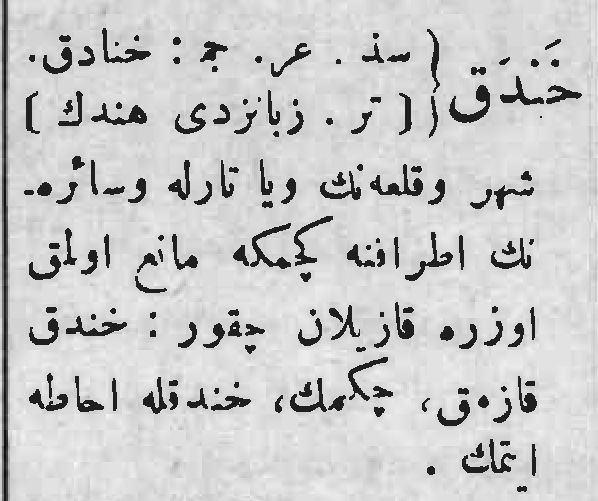 خَنْدَق { سذ . عر. جـ : خنادق.
[ تر . زبانزدی هندك ]
شهر وقلعه‌نك ويا تارله وسائره-
نك اطرافنه كچمكه مانع اولمق
اوزره قازيلان چقور : خندق
قازمق، چكمك، خندقله احاطه
ايتمك .